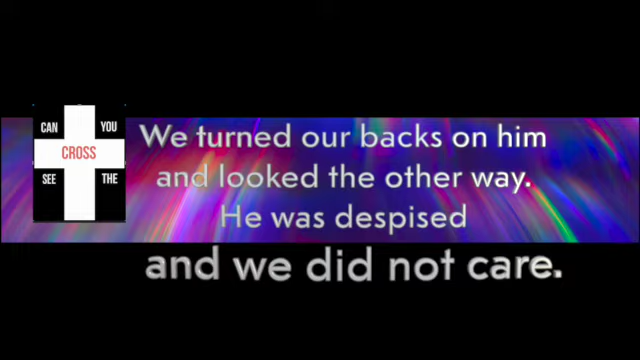 CAN YOU
CROSS
SEE THE
We turned our backs on him
and looked the other way.
He was despised
and we did not care.